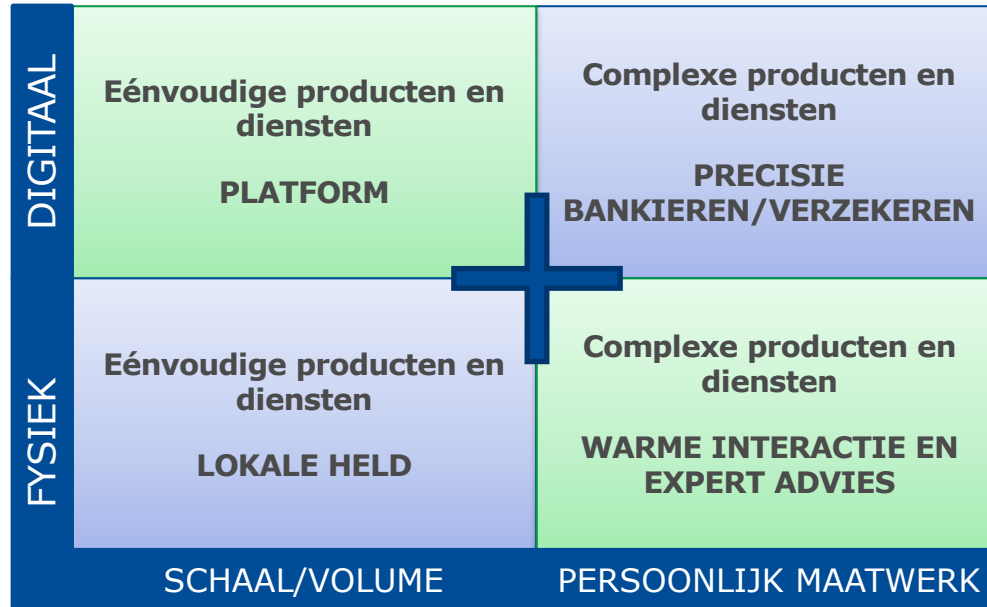 DIGITAAL
Eénvoudige producten en
diensten
PLATFORM
Complexe producten en
diensten
PRECISIE
BANKIEREN/VERZEKEREN
FYSIEK
Eénvoudige producten en
diensten
LOKALE HELD
Complexe producten en
diensten
WARME INTERACTIE EN
EXPERT ADVIES
SCHAAL/VOLUME
PERSOONLIJK MAATWERK